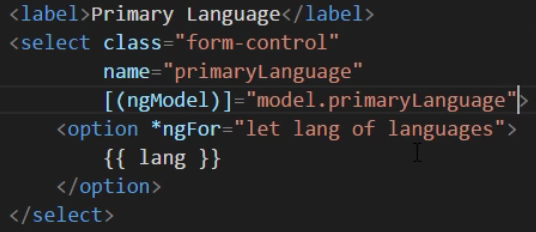 <label>Primary Language</label>
<select class="form-control"
name="primaryLanguage"
[(ngModel)]="model.primaryLanguage">
<option *ngFor="let lang of languages">
{{ lang }}
</option>
</select>